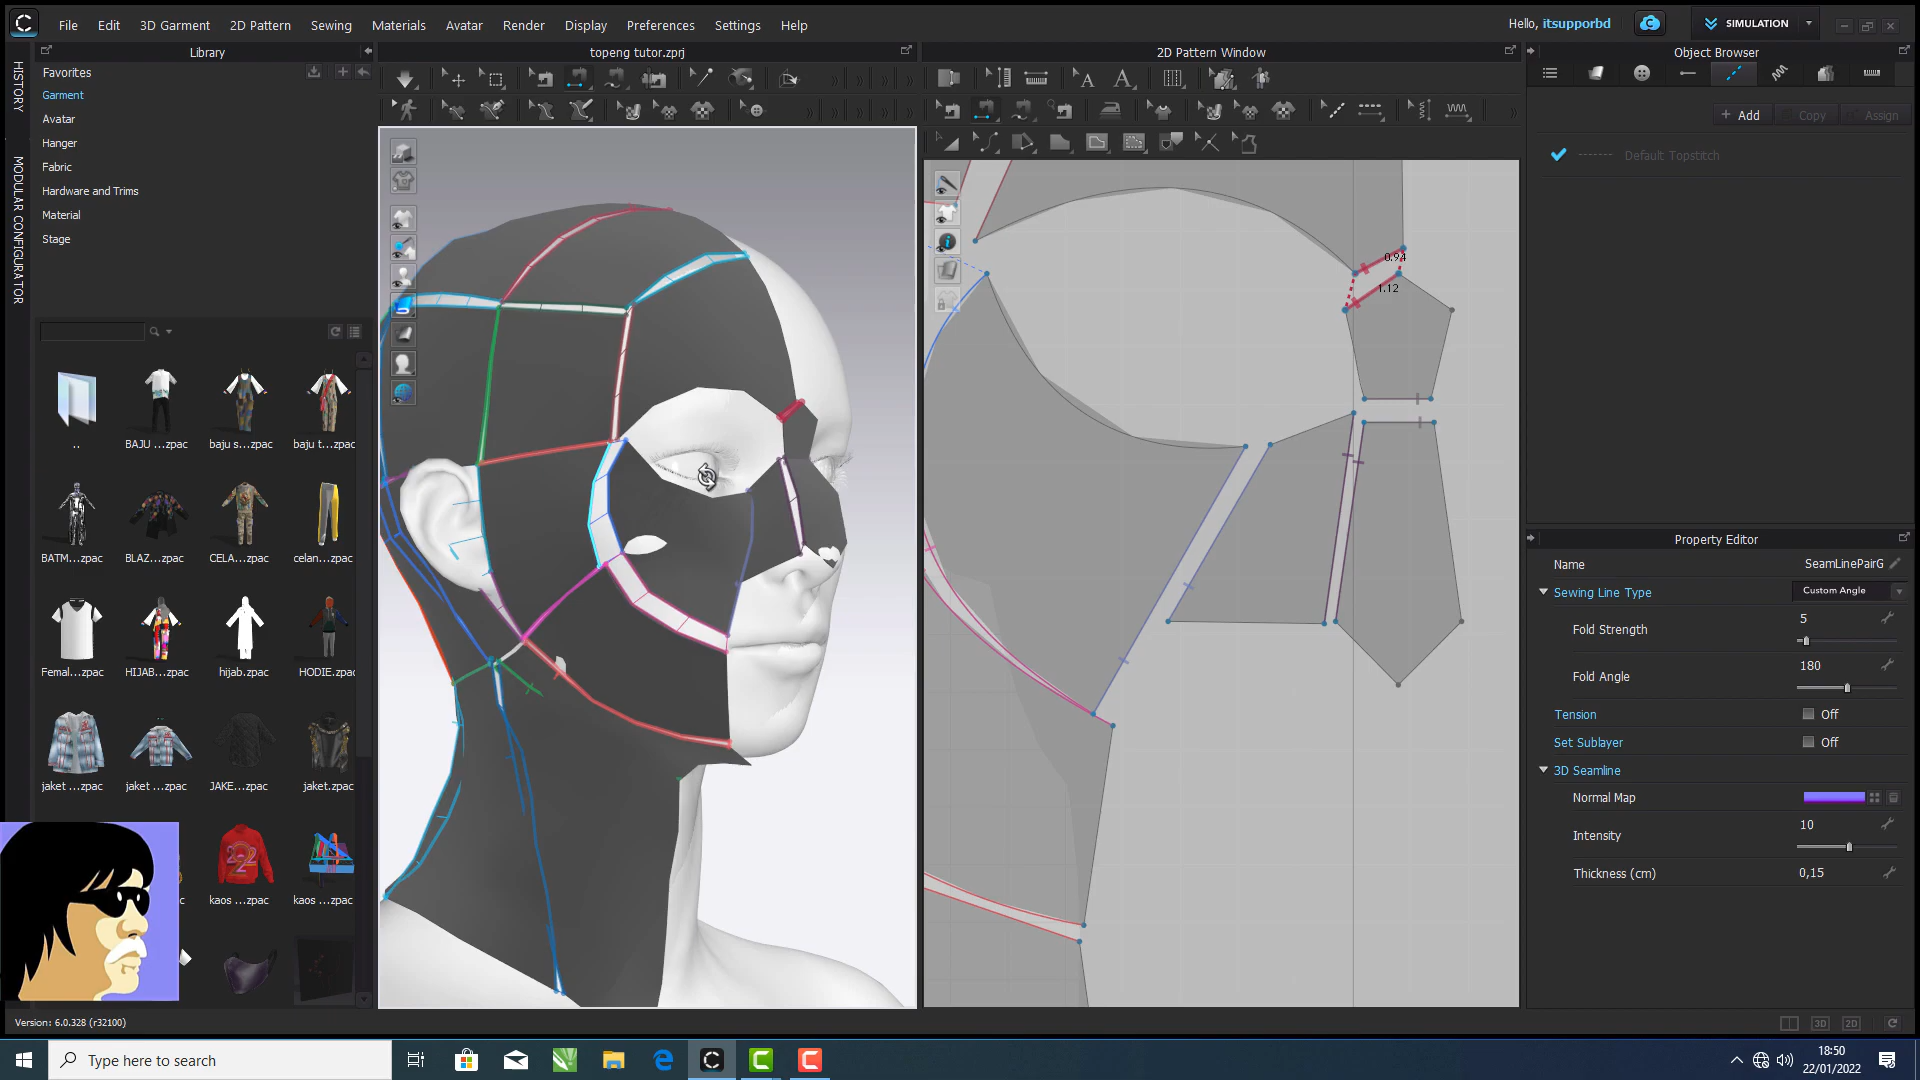 File Edit 3D Garment 2D Pattern Sewing Materials Avatar Render Display Preferences Settings Help
Hello, itsupporbd
SIMULATION
Library
topeng tutor.zprj
2D Pattern Window
Object Browser
HISTORY
MODULAR CONFIGURATOR
Favorites
Garment
Avatar
Hanger
Fabric
Hardware and Trims
Material
Stage
BAJU ...zpac
baju s...zpac
baju t...zpac
BATM...zpac
BLAZ...zpac
CELA...zpac
celan...zpac
Femal...zpac
HIJAB...zpac
hijab.zpac
HODIE.zpac
jaket ...zpac
jaket ...zpac
JAKE...zpac
jaket.zpac
kaos ...zpac
kaos ...zpac
0.94
1.12
Add
Copy
Assign
Default Topstitch
Property Editor
Name SeamLinePairG
Sewing Line Type Custom Angle
Fold Strength 5
Fold Angle 180
Tension Off
Set Sublayer Off
3D Seamline
Normal Map
Intensity 10
Thickness (cm) 0,15
Version: 6.0.328 (r32100)
3D
2D
Type here to search
18:50
22/01/2022